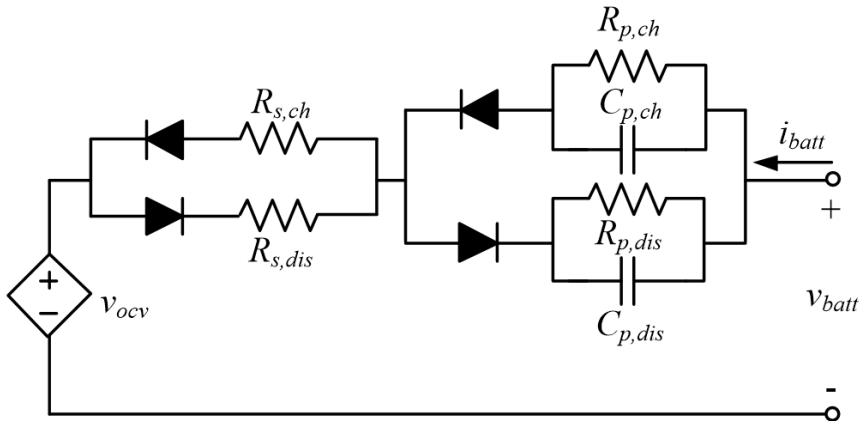 R_{p,ch}
R_{s,ch}
C_{p,ch}
i_{batt}
+
R_{s,dis}
R_{p,dis}
+
−
v_{ocv}
v_{batt}
C_{p,dis}
-